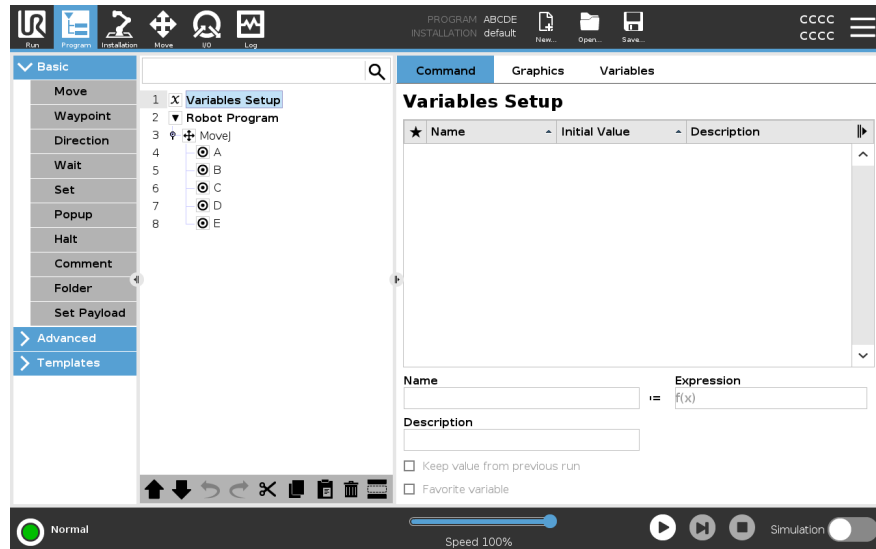 PROGRAM ABCDE
INSTALLATION default
CCCC
CCCC
Run
Program
Installation
Move
I/O
Log
New...
Open...
Save...
Basic
Move
Waypoint
Direction
Wait
Set
Popup
Halt
Comment
Folder
Set Payload
Advanced
Templates
1 x Variables Setup
2 Robot Program
3 MoveJ
4 A
5 B
6 C
7 D
8 E
Command Graphics Variables
Variables Setup
Name Initial Value Description
Name Expression
:= f(x)
Description
Keep value from previous run
Favorite variable
Normal
Speed 100%
Simulation